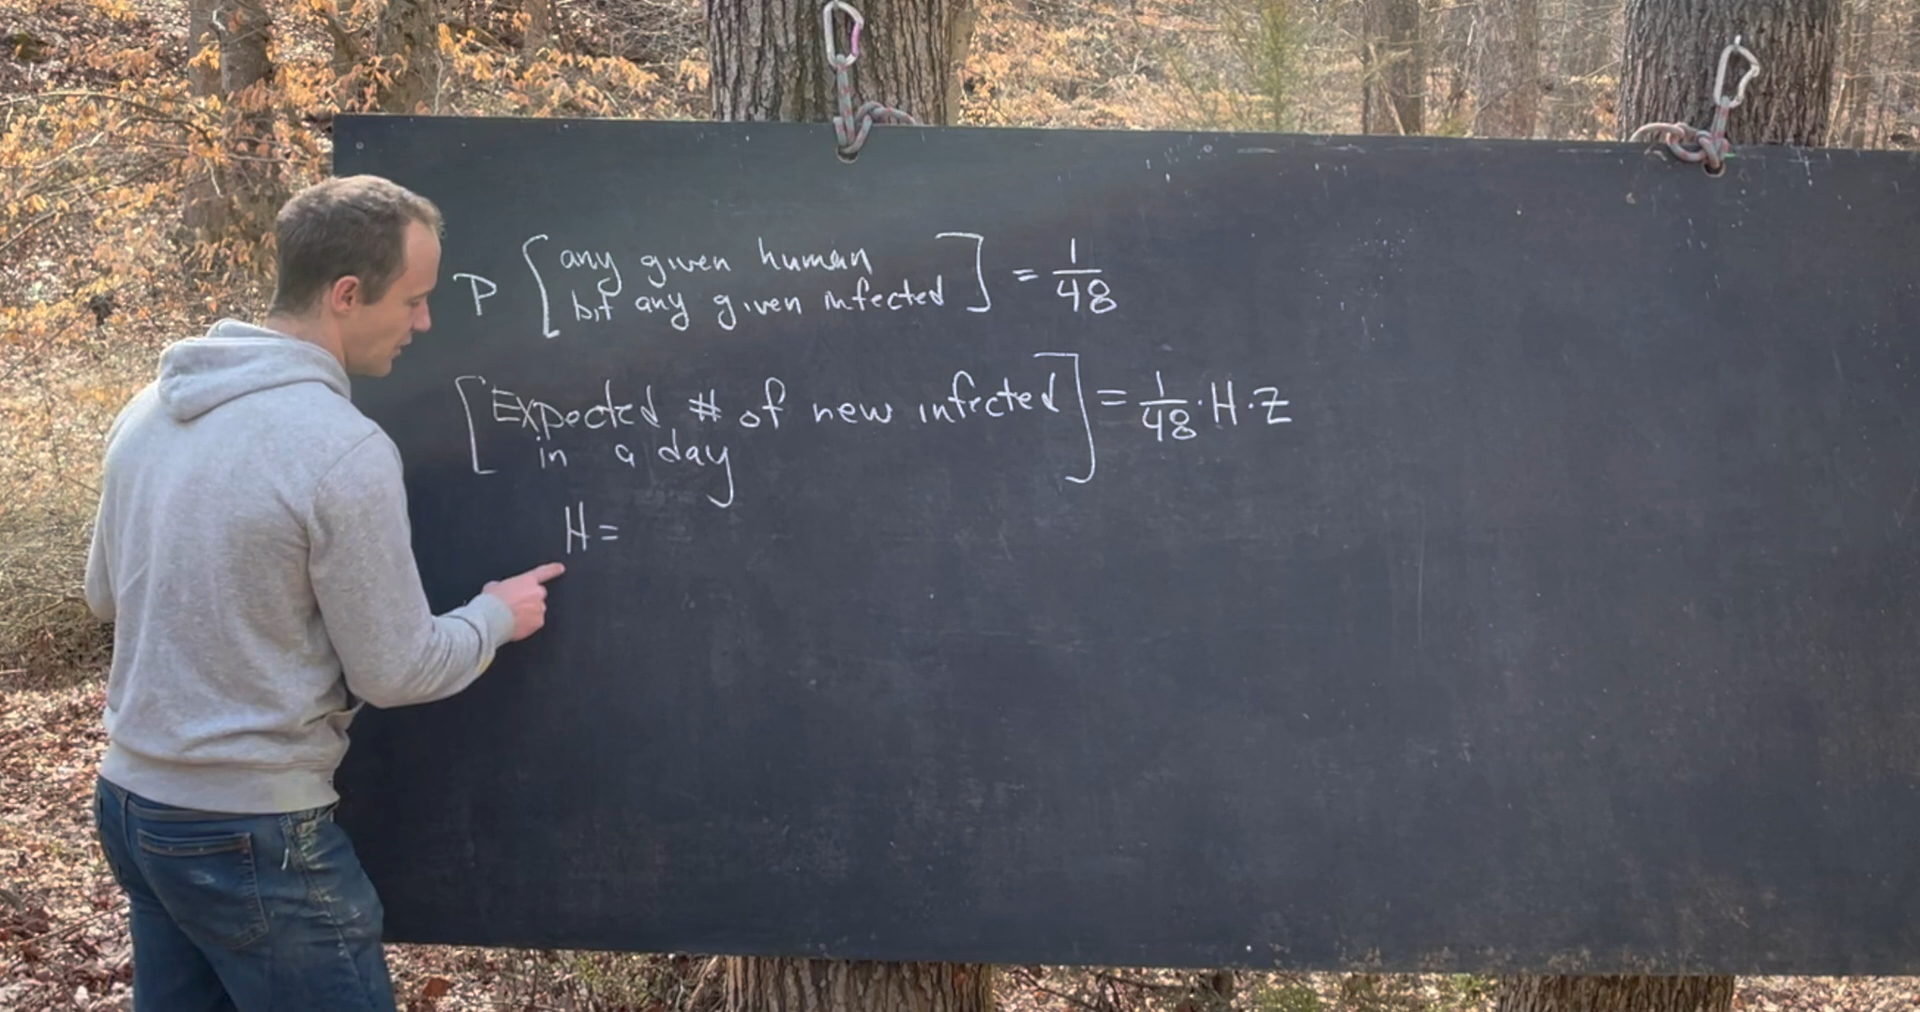 P [any given human
bit any given infected] = 1/48
[Expected # of new infected
in a day] = 1/48 · H · Z
H =